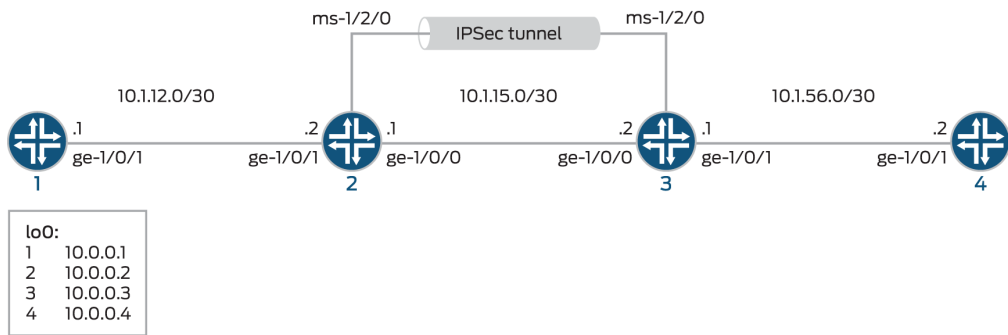 ms-1/2/0
IPSec tunnel
ms-1/2/0
10.1.12.0/30
10.1.15.0/30
10.1.56.0/30
.1
.2
.1
.2
.1
.2
ge-1/0/1
ge-1/0/1
ge-1/0/0
ge-1/0/0
ge-1/0/1
ge-1/0/1
1
2
3
4
lo0:
1 10.0.0.1
2 10.0.0.2
3 10.0.0.3
4 10.0.0.4